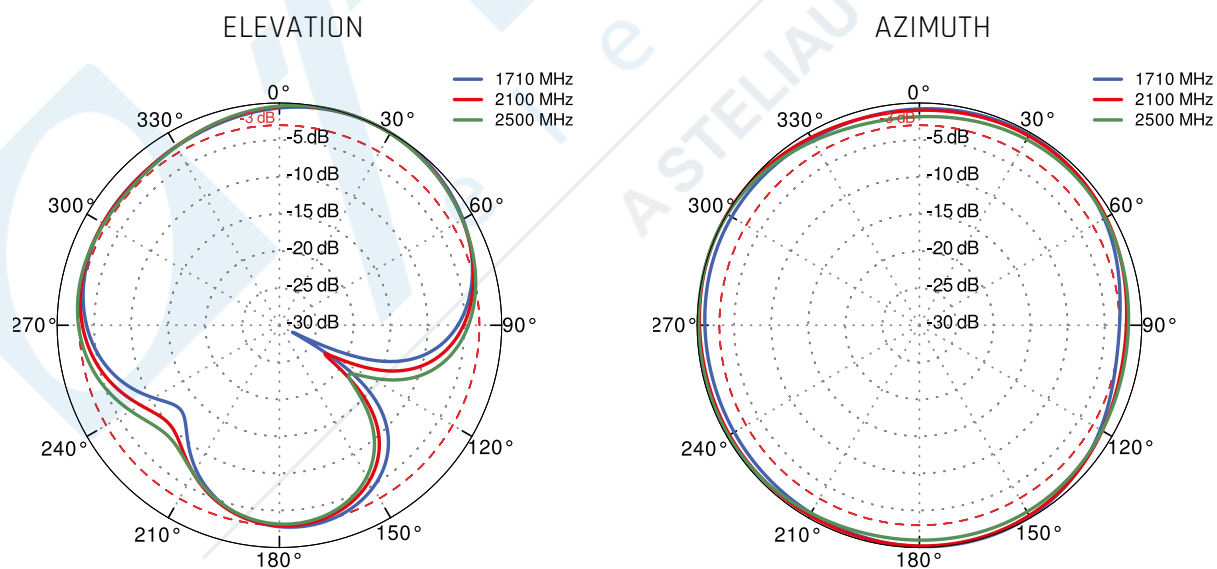 ELEVATION
1710 MHz
2100 MHz
2500 MHz
0°
30°
60°
90°
120°
150°
180°
210°
240°
270°
300°
330°
-3 dB
-5 dB
-10 dB
-15 dB
-20 dB
-25 dB
-30 dB
AZIMUTH
1710 MHz
2100 MHz
2500 MHz
0°
30°
60°
90°
120°
150°
180°
210°
240°
270°
300°
330°
-3 dB
-5 dB
-10 dB
-15 dB
-20 dB
-25 dB
-30 dB
A STELIAU
e
e